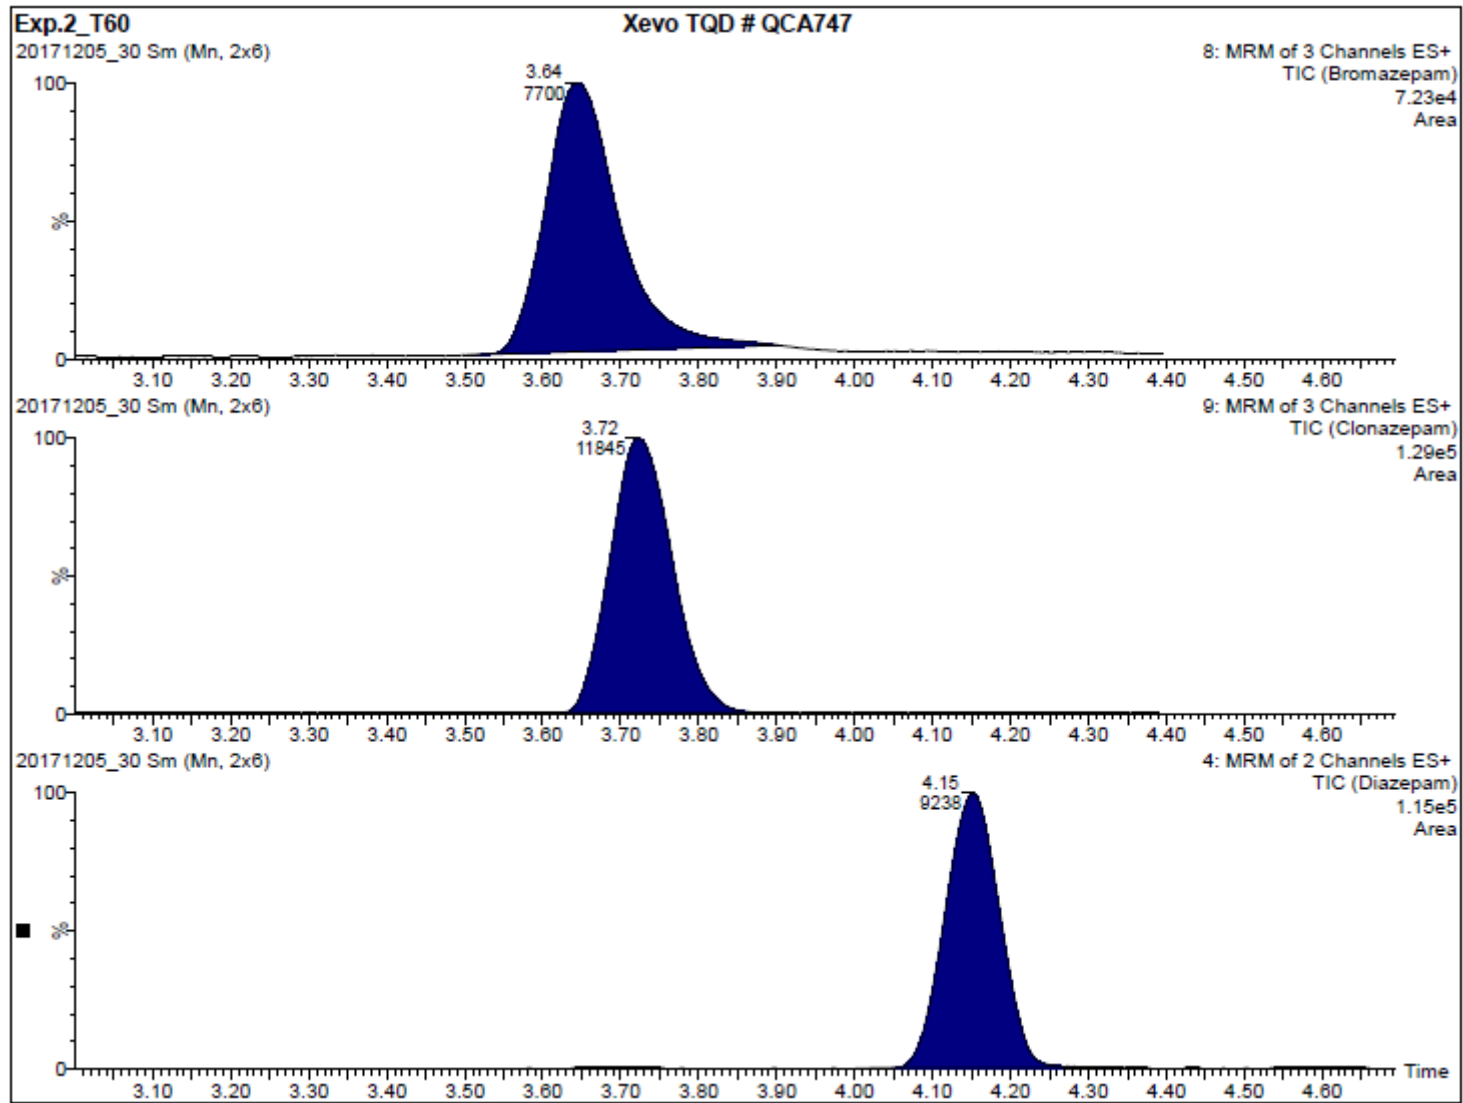 Exp.2_T60 Xevo TQD # QCA747
20171205_30 Sm (Mn, 2x6) 8: MRM of 3 Channels ES+
TIC (Bromazepam)
7.23e4
Area
3.64
7700
100
%
0
3.10 3.20 3.30 3.40 3.50 3.60 3.70 3.80 3.90 4.00 4.10 4.20 4.30 4.40 4.50 4.60
20171205_30 Sm (Mn, 2x6) 9: MRM of 3 Channels ES+
TIC (Clonazepam)
1.29e5
Area
3.72
11845
100
%
0
3.10 3.20 3.30 3.40 3.50 3.60 3.70 3.80 3.90 4.00 4.10 4.20 4.30 4.40 4.50 4.60
20171205_30 Sm (Mn, 2x6) 4: MRM of 2 Channels ES+
TIC (Diazepam)
1.15e5
Area
4.15
9238
100
%
0
Time
3.10 3.20 3.30 3.40 3.50 3.60 3.70 3.80 3.90 4.00 4.10 4.20 4.30 4.40 4.50 4.60